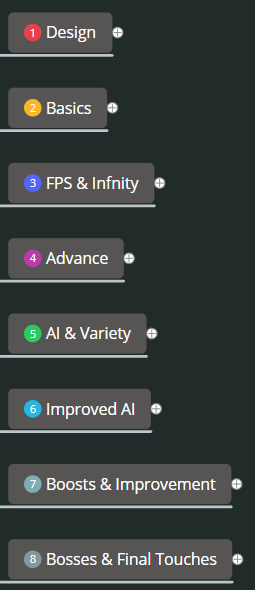 1 Design
2 Basics
3 FPS & Infnity
4 Advance
5 AI & Variety
6 Improved AI
7 Boosts & Improvement
8 Bosses & Final Touches